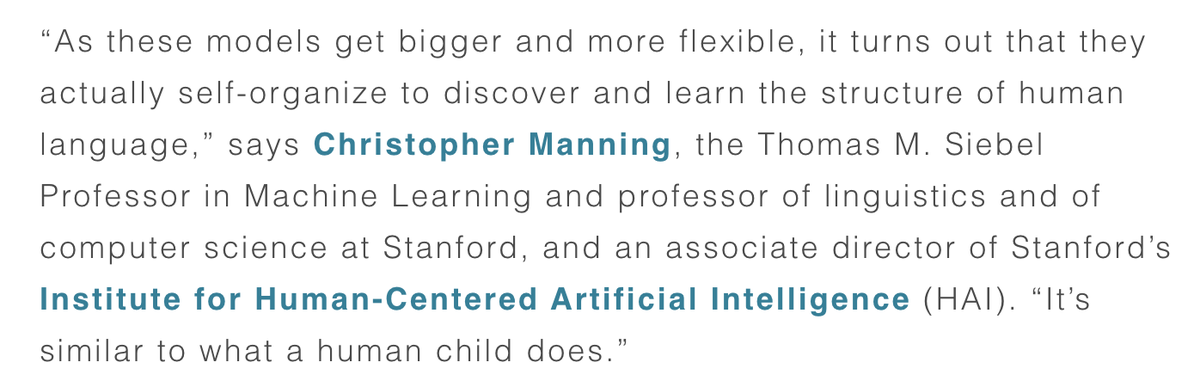 “As these models get bigger and more flexible, it turns out that they
actually self-organize to discover and learn the structure of human
language,” says Christopher Manning, the Thomas M. Siebel
Professor in Machine Learning and professor of linguistics and of
computer science at Stanford, and an associate director of Stanford’s
Institute for Human-Centered Artificial Intelligence (HAI). “It’s
similar to what a human child does.”